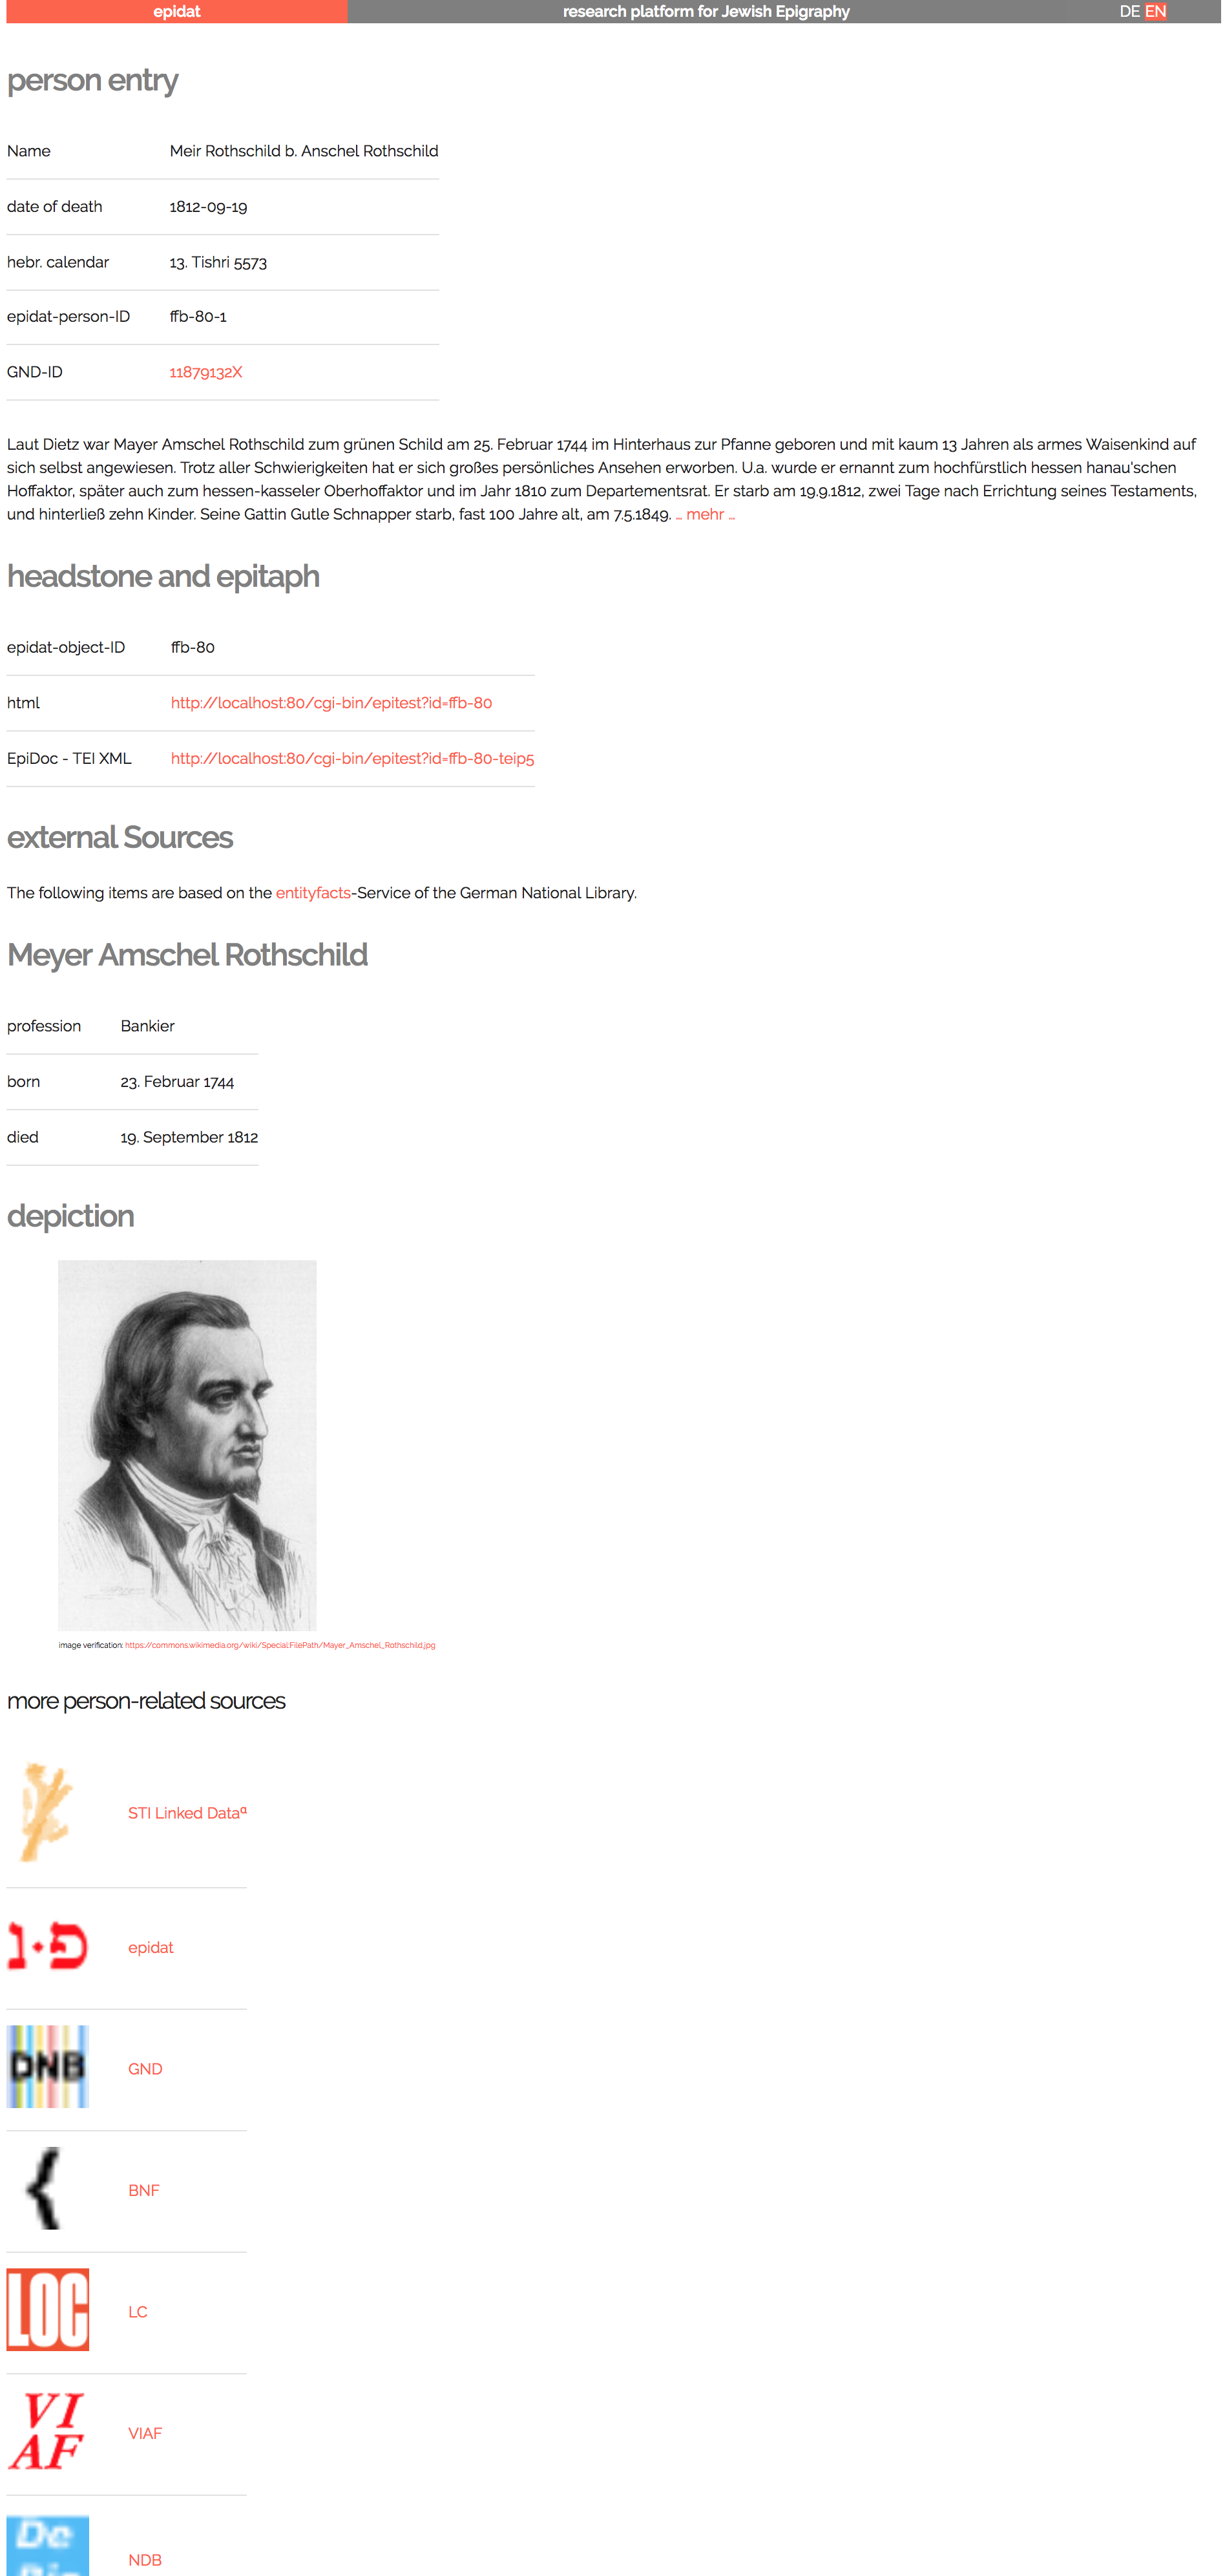 epidat research platform for Jewish Epigraphy DE EN
person entry
Name Meir Rothschild b. Anschel Rothschild
date of death 1812-09-19
hebr. calendar 13. Tishri 5573
epidat-person-ID ffb-80-1
GND-ID 11879132X
Laut Dietz war Mayer Amschel Rothschild zum grünen Schild am 25. Februar 1744 im Hinterhaus zur Pfanne geboren und mit kaum 13 Jahren als armes Waisenkind auf
sich selbst angewiesen. Trotz aller Schwierigkeiten hat er sich großes persönliches Ansehen erworben. U.a. wurde er ernannt zum hochfürstlich hessen hanau'schen
Hoffaktor, später auch zum hessen-kasseler Oberhoffaktor und im Jahr 1810 zum Departementsrat. Er starb am 19.9.1812, zwei Tage nach Errichtung seines Testaments,
und hinterließ zehn Kinder. Seine Gattin Gutle Schnapper starb, fast 100 Jahre alt, am 7.5.1849. … mehr …
headstone and epitaph
epidat-object-ID ffb-80
html http://localhost:80/cgi-bin/epitest?id=ffb-80
EpiDoc - TEI XML http://localhost:80/cgi-bin/epitest?id=ffb-80-teip5
external Sources
The following items are based on the entityfacts-Service of the German National Library.
Meyer Amschel Rothschild
profession Bankier
born 23. Februar 1744
died 19. September 1812
depiction
image verification: https://commons.wikimedia.org/wiki/Special:FilePath/Mayer_Amschel_Rothschild.jpg
more person-related sources
STI Linked Dataα
פ·נ epidat
DNB GND
{ BNF
LOC LC
VI
AF VIAF
De
NDB